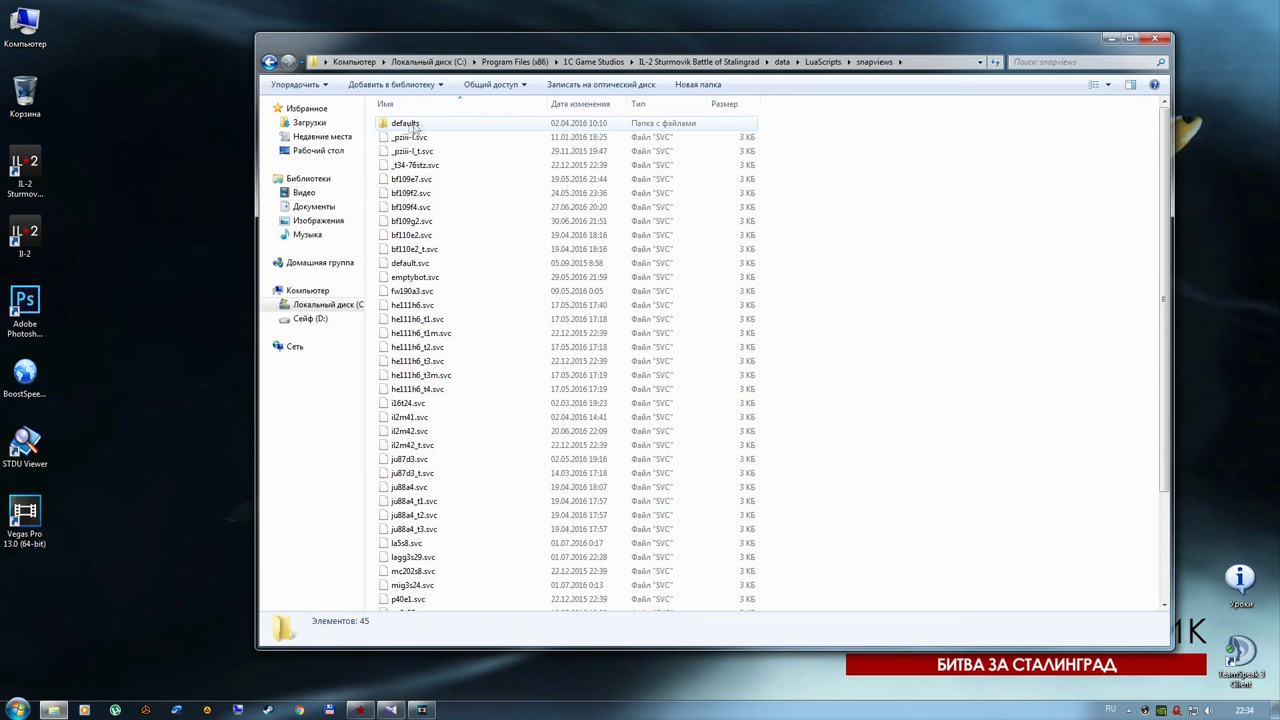 Компьютер
Корзина
IL-2
Sturmov...
Il-2
Adobe
Photosh...
BoostSpee...
STDU Viewer
Vegas Pro
13.0 (64-bit)
Компьютер
Локальный диск (C:)
Program Files (x86)
1C Game Studios
IL-2 Sturmovik Battle of Stalingrad
data
LuaScripts
snapviews
Поиск: snapviews
Упорядочить
Добавить в библиотеку
Общий доступ
Записать на оптический диск
Новая папка
Избранное
Загрузки
Недавние места
Рабочий стол
Библиотеки
Видео
Документы
Изображения
Музыка
Домашняя группа
Компьютер
Локальный диск (C
Сейф (D:)
Сеть
Имя Дата изменения Тип Размер
defaults 02.04.2016 10:10 Папка с файлами
_pziii-l.svc 11.01.2016 18:25 Файл "SVC" 3 КБ
_pziii-l_t.svc 29.11.2015 19:47 Файл "SVC" 3 КБ
_t34-76stz.svc 22.12.2015 22:39 Файл "SVC" 3 КБ
bf109e7.svc 19.05.2016 21:44 Файл "SVC" 3 КБ
bf109f2.svc 24.05.2016 23:36 Файл "SVC" 3 КБ
bf109f4.svc 27.06.2016 20:20 Файл "SVC" 3 КБ
bf109g2.svc 30.06.2016 21:51 Файл "SVC" 3 КБ
bf110e2.svc 19.04.2016 18:16 Файл "SVC" 3 КБ
bf110e2_t.svc 19.04.2016 18:16 Файл "SVC" 3 КБ
default.svc 05.09.2015 8:58 Файл "SVC" 3 КБ
emptybot.svc 29.05.2016 21:59 Файл "SVC" 3 КБ
fw190a3.svc 09.05.2016 0:05 Файл "SVC" 3 КБ
he111h6.svc 17.05.2016 17:40 Файл "SVC" 3 КБ
he111h6_t1.svc 17.05.2016 17:18 Файл "SVC" 3 КБ
he111h6_t1m.svc 22.12.2015 22:39 Файл "SVC" 3 КБ
he111h6_t2.svc 17.05.2016 17:18 Файл "SVC" 3 КБ
he111h6_t3.svc 22.12.2015 22:39 Файл "SVC" 3 КБ
he111h6_t3m.svc 17.05.2016 17:19 Файл "SVC" 3 КБ
he111h6_t4.svc 17.05.2016 17:19 Файл "SVC" 3 КБ
i16t24.svc 02.03.2016 19:23 Файл "SVC" 3 КБ
il2m41.svc 02.04.2016 14:41 Файл "SVC" 3 КБ
il2m42.svc 20.06.2016 22:09 Файл "SVC" 3 КБ
il2m42_t.svc 22.12.2015 22:39 Файл "SVC" 3 КБ
ju87d3.svc 02.05.2016 19:16 Файл "SVC" 3 КБ
ju87d3_t.svc 14.03.2016 17:18 Файл "SVC" 3 КБ
ju88a4.svc 19.04.2016 18:07 Файл "SVC" 3 КБ
ju88a4_t1.svc 19.04.2016 17:57 Файл "SVC" 3 КБ
ju88a4_t2.svc 19.04.2016 17:57 Файл "SVC" 3 КБ
ju88a4_t3.svc 19.04.2016 17:57 Файл "SVC" 3 КБ
la5s8.svc 01.07.2016 0:17 Файл "SVC" 3 КБ
lagg3s29.svc 01.07.2016 22:28 Файл "SVC" 3 КБ
mc202s8.svc 22.12.2015 22:39 Файл "SVC" 3 КБ
mig3s24.svc 01.07.2016 0:13 Файл "SVC" 3 КБ
p40e1.svc 22.12.2015 22:39 Файл "SVC" 3 КБ
Элементов: 45
Уроки
БИТВА ЗА СТАЛИНГРАД
TeamSpeak 3
Client
RU
22:34